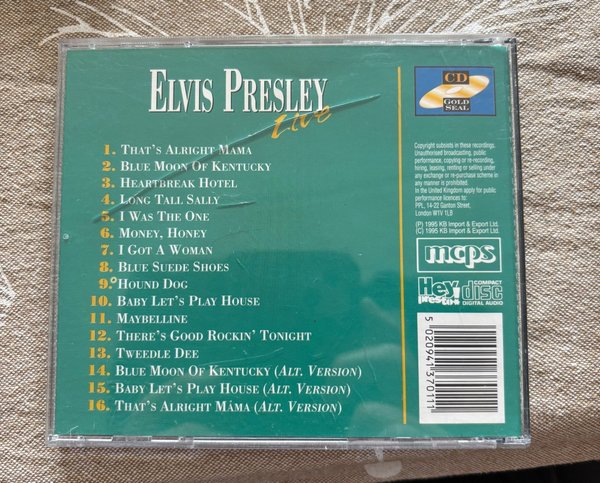 ELVIS PRESLEY
Live
1. THAT'S ALRIGHT MAMA
2. BLUE MOON OF KENTUCKY
3. HEARTBREAK HOTEL
4. LONG TALL SALLY
5. I WAS THE ONE
6. MONEY, HONEY
7. I GOT A WOMAN
8. BLUE SUEDE SHOES
9. HOUND DOG
10. BABY LET'S PLAY HOUSE
11. MAYBELLINE
12. THERE'S GOOD ROCKIN' TONIGHT
13. TWEEDLE DEE
14. BLUE MOON OF KENTUCKY (ALT. VERSION)
15. BABY LET'S PLAY HOUSE (ALT. VERSION)
16. THAT'S ALRIGHT MAMA (ALT. VERSION)
CD
GOLD
SEAL
Copyright subsists in these recordings.
Unauthorised broadcasting, public
performance, copying or re-recording,
hiring, leasing, renting or selling
under any exchange or re-purchase scheme in
any manner is prohibited.
In the United Kingdom apply for public
performance licences to:
PPL, 14-22 Ganton Street,
London W1V 1LB
(P) 1995 KB Import & Export Ltd.
(C) 1995 KB Import & Export Ltd.
mcps
Hey
presto
COMPACT
disc
DIGITAL AUDIO
5 020941 370111